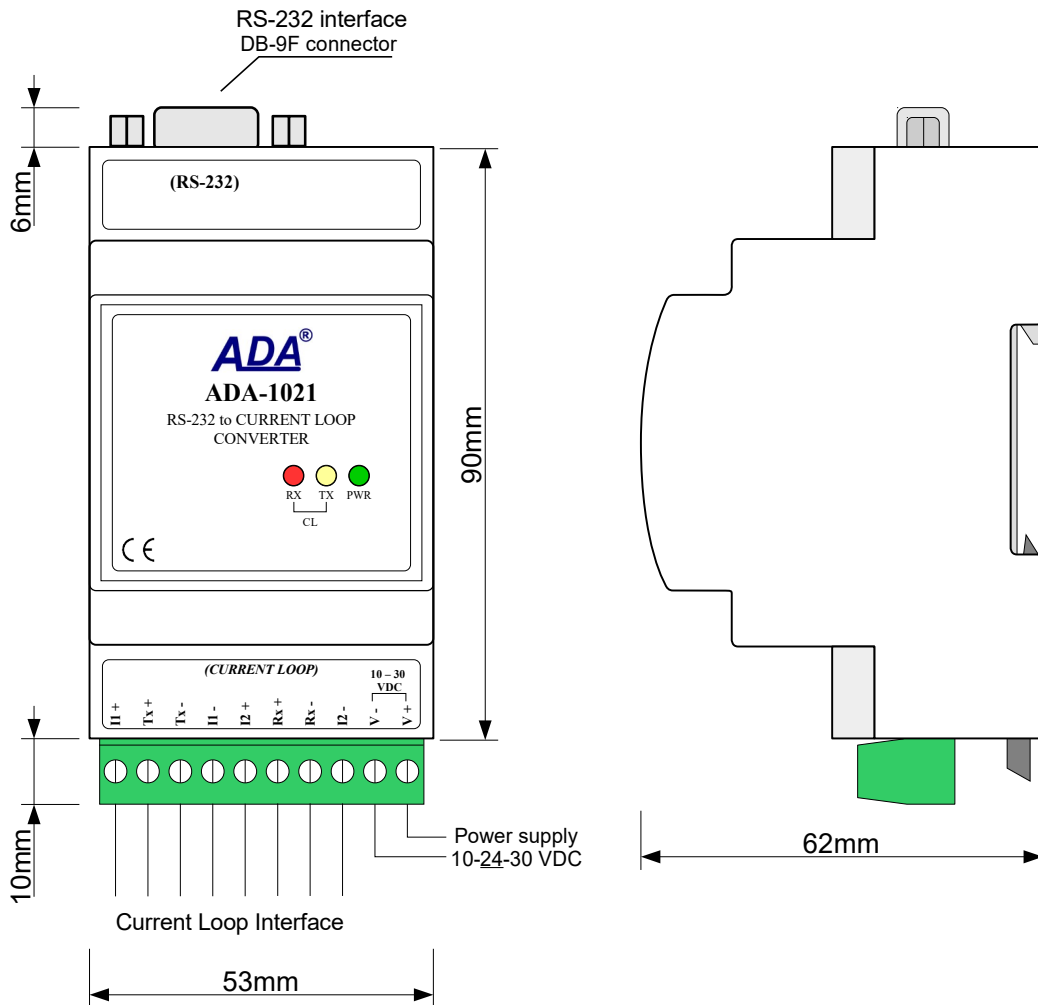 RS-232 interface
DB-9F connector
6mm
(RS-232)
ADA®
ADA-1021
RS-232 to CURRENT LOOP
CONVERTER
RX TX PWR
CL
CE
90mm
(CURRENT LOOP)
10 – 30
VDC
I1 + Tx + Tx - I1 - I2 + Rx + Rx - I2 - V - V +
10mm
Power supply
10-24-30 VDC
Current Loop Interface
53mm
62mm